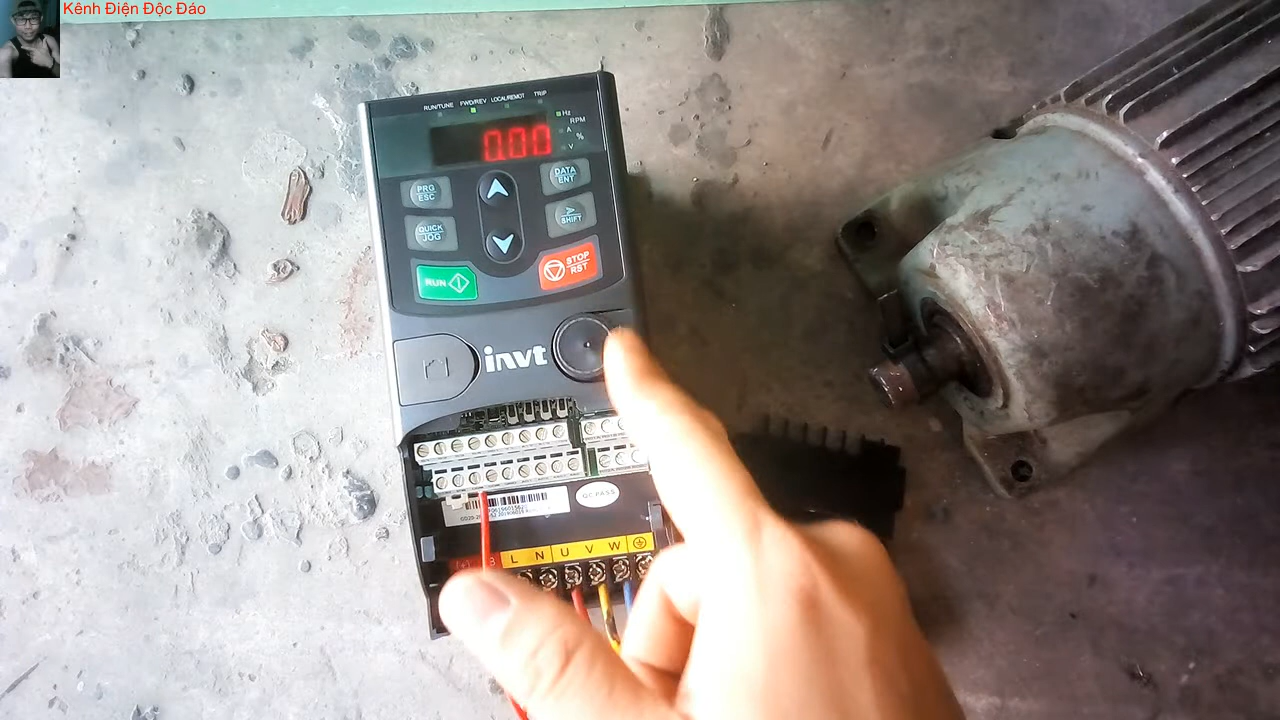 Kênh Điện Độc Đáo
RUN/TUNE FWD/REV LOCAL/REMOT TRIP
Hz
RPM
A
%
V
0.00
PRG
ESC
DATA
ENT
QUICK
JOG
SHIFT
RUN
STOP
RST
invt
QC PASS
(+)
L N U V W